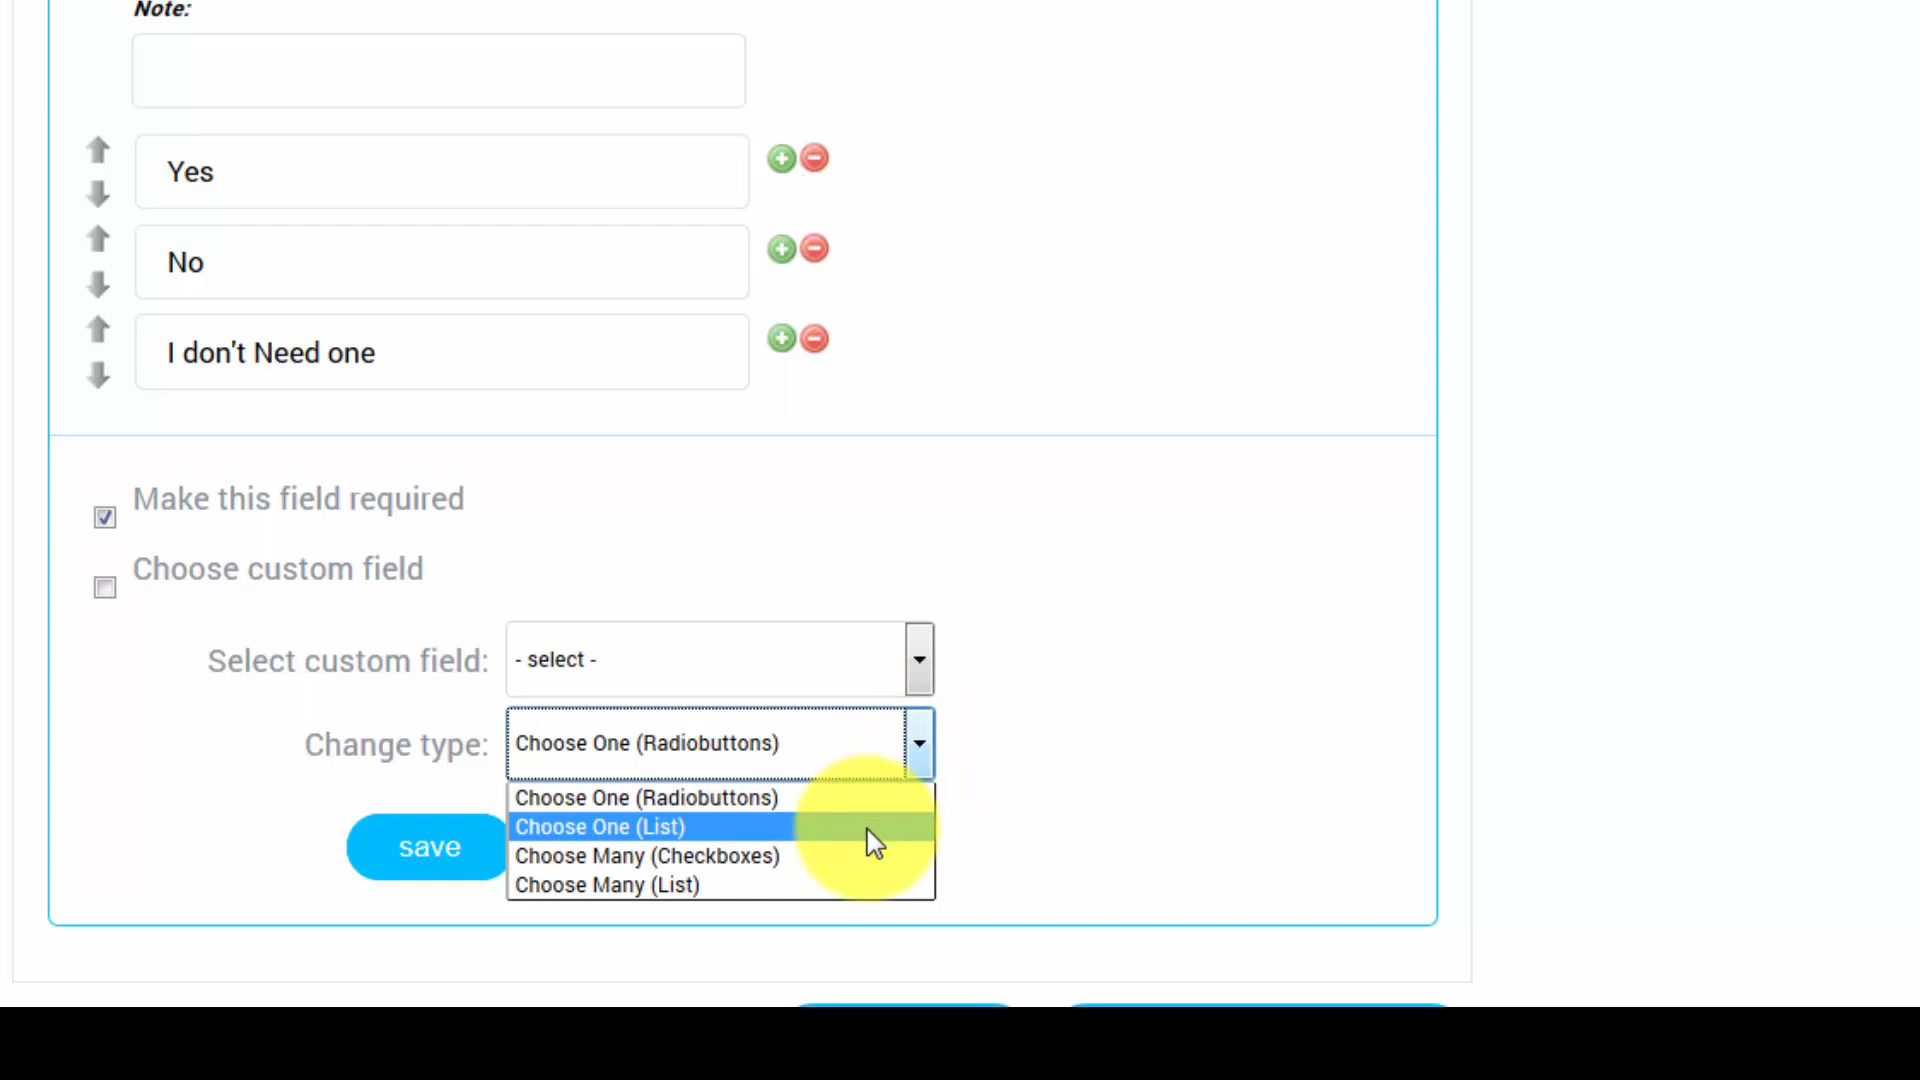 Note:
Yes
No
I don't Need one
Make this field required
Choose custom field
Select custom field: - select -
Change type: Choose One (Radiobuttons)
Choose One (Radiobuttons)
Choose One (List)
save
Choose Many (Checkboxes)
Choose Many (List)